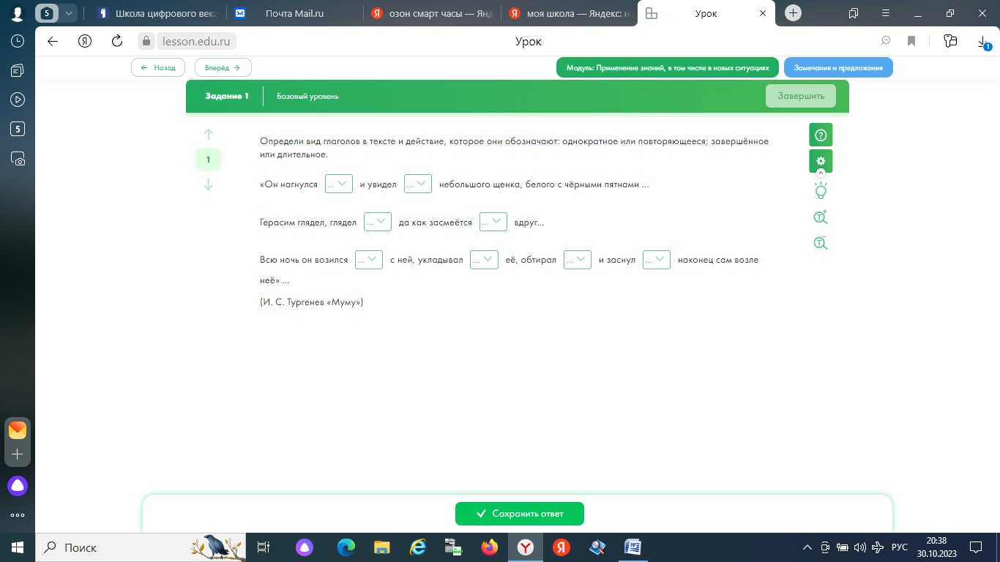 5
Школа цифрового века
Почта Mail.ru
озон смарт часы — Янд
моя школа — Яндекс: н
Урок
lesson.edu.ru
Урок
1
← Назад
Вперёд →
Модуль: Применение знаний, в том числе в новых ситуациях
Замечания и предложения
Задание 1
Базовый уровень
Завершить
5
1
Определи вид глаголов в тексте и действие, которое они обозначают: однократное или повторяющееся; завершённое
или длительное.
«Он нагнулся ... и увидел ... небольшого щенка, белого с чёрными пятнами ...
Герасим глядел, глядел ... да как засмеётся ... вдруг...
Всю ночь он возился ... с ней, укладывал ... её, обтирал ... и заснул ... наконец сам возле
неё» ...
(И. С. Тургенев «Муму»)
Сохранить ответ
Поиск
РУС
20:38
30.10.2023